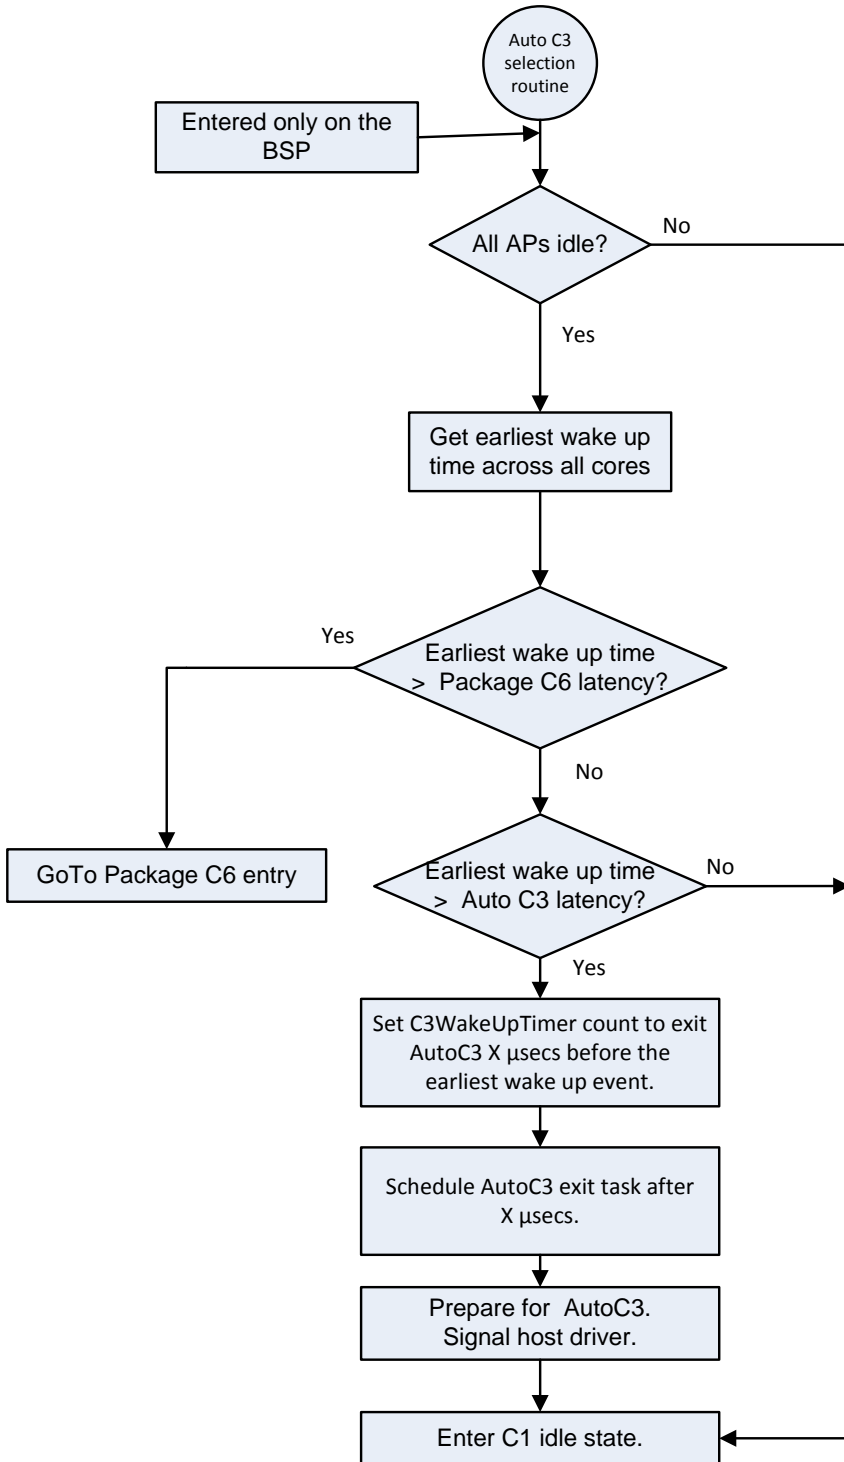 Auto C3
selection
routine
Entered only on the
BSP
All APs idle?
No
Yes
Get earliest wake up
time across all cores
Yes
Earliest wake up time
> Package C6 latency?
No
GoTo Package C6 entry
Earliest wake up time
> Auto C3 latency?
No
Yes
Set C3WakeUpTimer count to exit
AutoC3 X µsecs before the
earliest wake up event.
Schedule AutoC3 exit task after
X µsecs.
Prepare for AutoC3.
Signal host driver.
Enter C1 idle state.